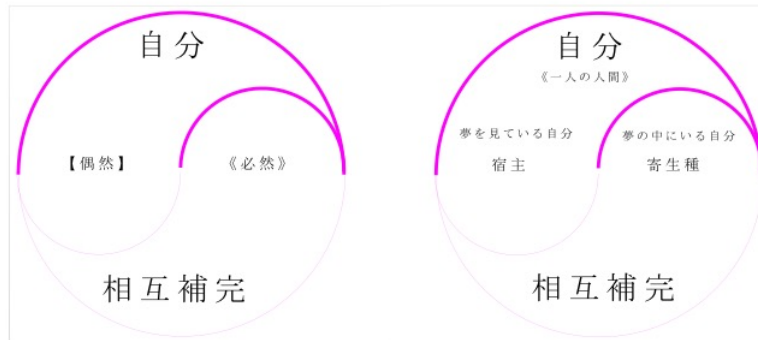 自分
【偶然】
《必然》
相互補完
自分
《一人の人間》
夢を見ている自分
夢の中にいる自分
宿主
寄生種
相互補完